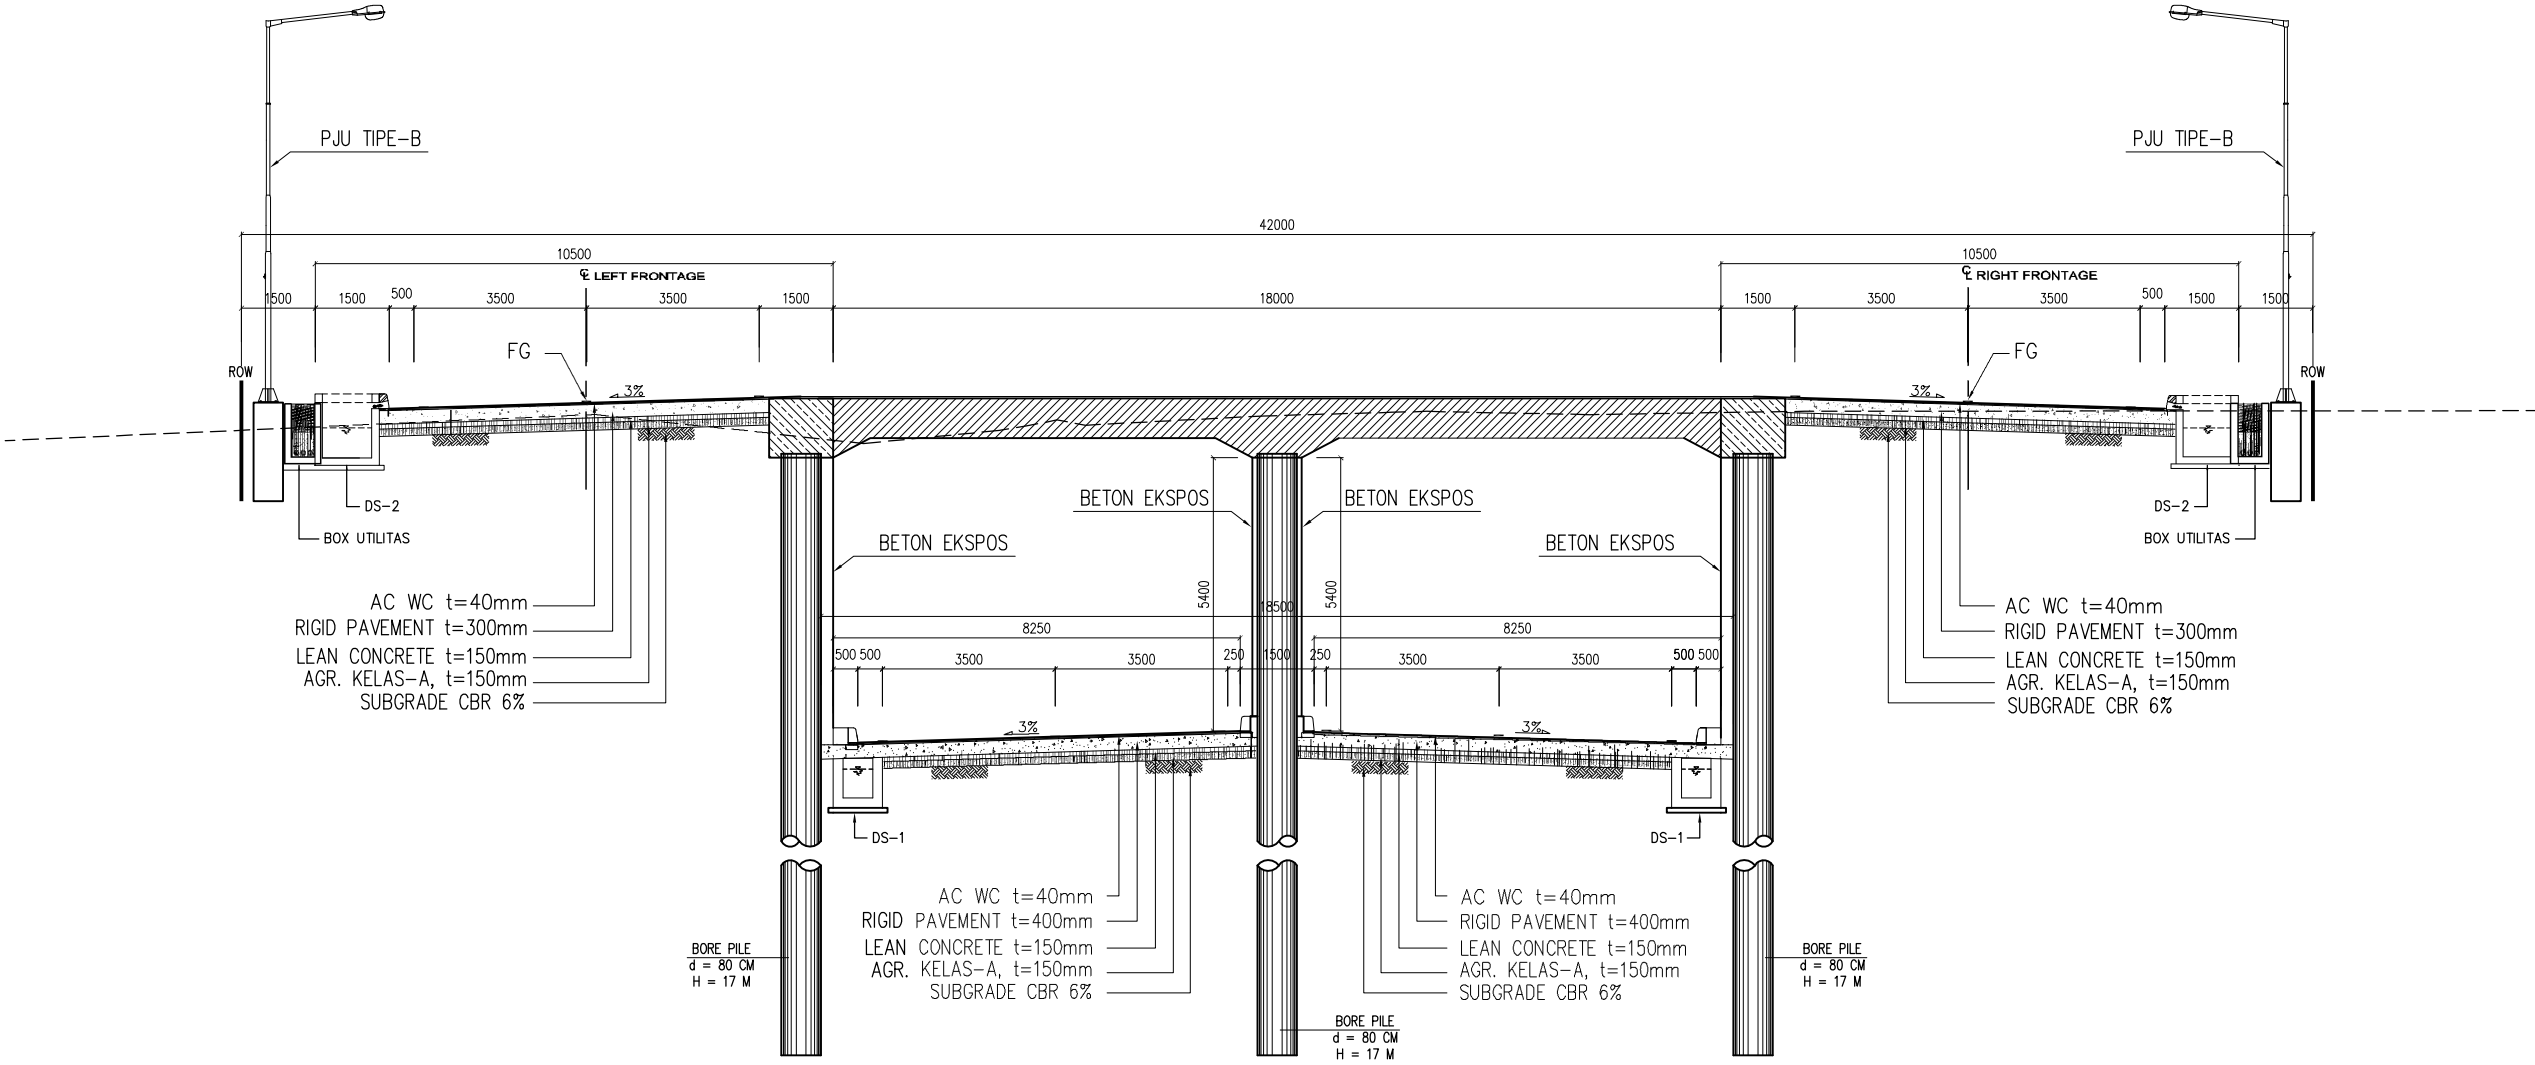 PJU TIPE-B
PJU TIPE-B
42000
10500
10500
℄ LEFT FRONTAGE
℄ RIGHT FRONTAGE
1500 1500 500 3500 3500 1500 18000 1500 3500 3500 500 1500 1500
FG
FG
ROW
ROW
3%
3%
DS-2
DS-2
BOX UTILITAS
BOX UTILITAS
BETON EKSPOS
BETON EKSPOS
BETON EKSPOS
BETON EKSPOS
5400
5400
AC WC t=40mm
RIGID PAVEMENT t=300mm
LEAN CONCRETE t=150mm
AGR. KELAS-A, t=150mm
SUBGRADE CBR 6%
18500
8250
8250
500 500 3500 3500 250 1500 250 3500 3500 500 500
AC WC t=40mm
RIGID PAVEMENT t=300mm
LEAN CONCRETE t=150mm
AGR. KELAS-A, t=150mm
SUBGRADE CBR 6%
3%
3%
DS-1
DS-1
AC WC t=40mm
RIGID PAVEMENT t=400mm
LEAN CONCRETE t=150mm
AGR. KELAS-A, t=150mm
SUBGRADE CBR 6%
AC WC t=40mm
RIGID PAVEMENT t=400mm
LEAN CONCRETE t=150mm
AGR. KELAS-A, t=150mm
SUBGRADE CBR 6%
BORE PILE
d = 80 CM
H = 17 M
BORE PILE
d = 80 CM
H = 17 M
BORE PILE
d = 80 CM
H = 17 M